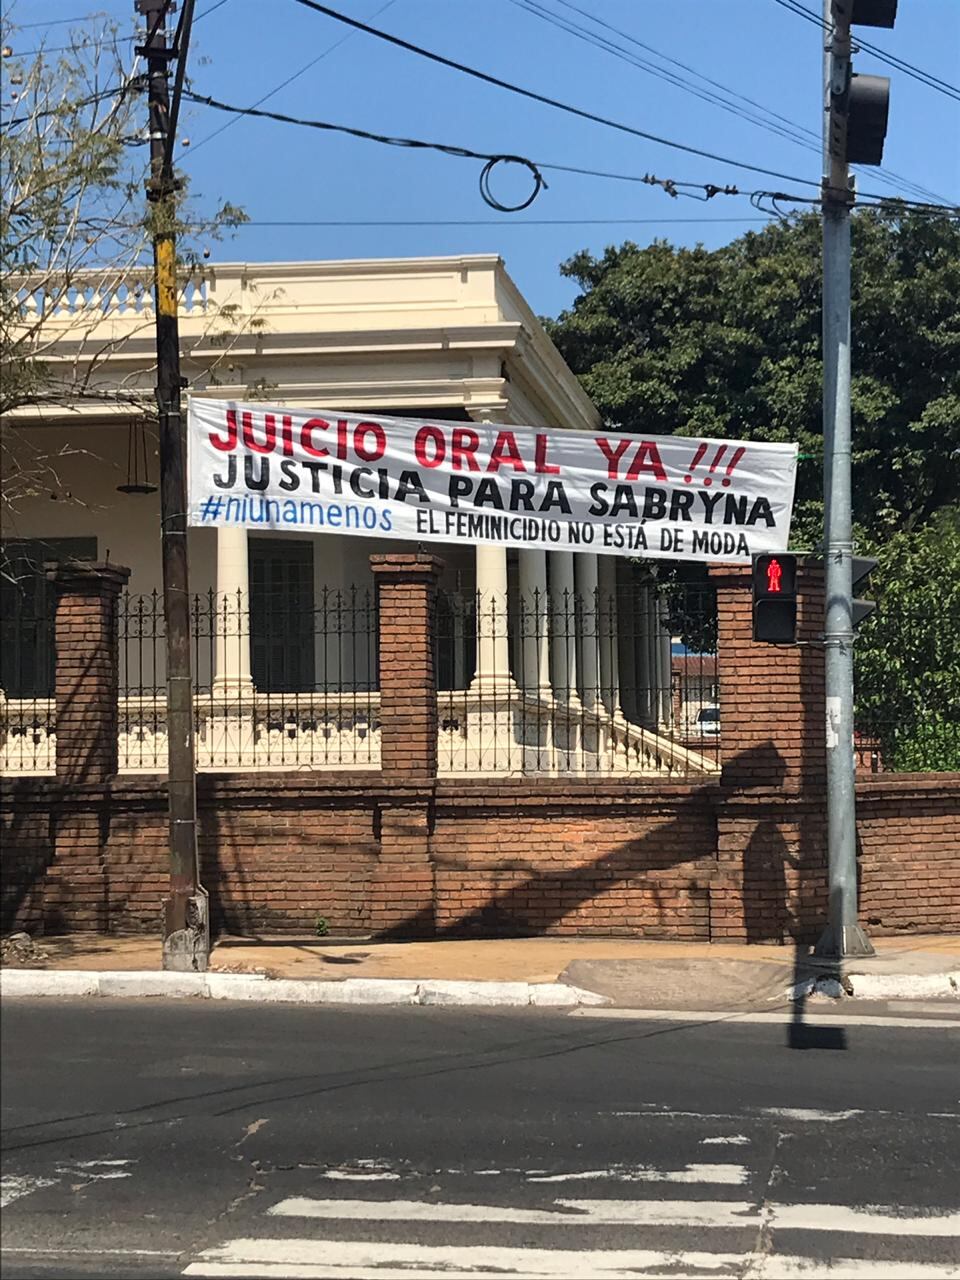 JUICIO ORAL YA !!!
JUSTICIA PARA SABRYNA
#niunamenos EL FEMINICIDIO NO ESTÁ DE MODA